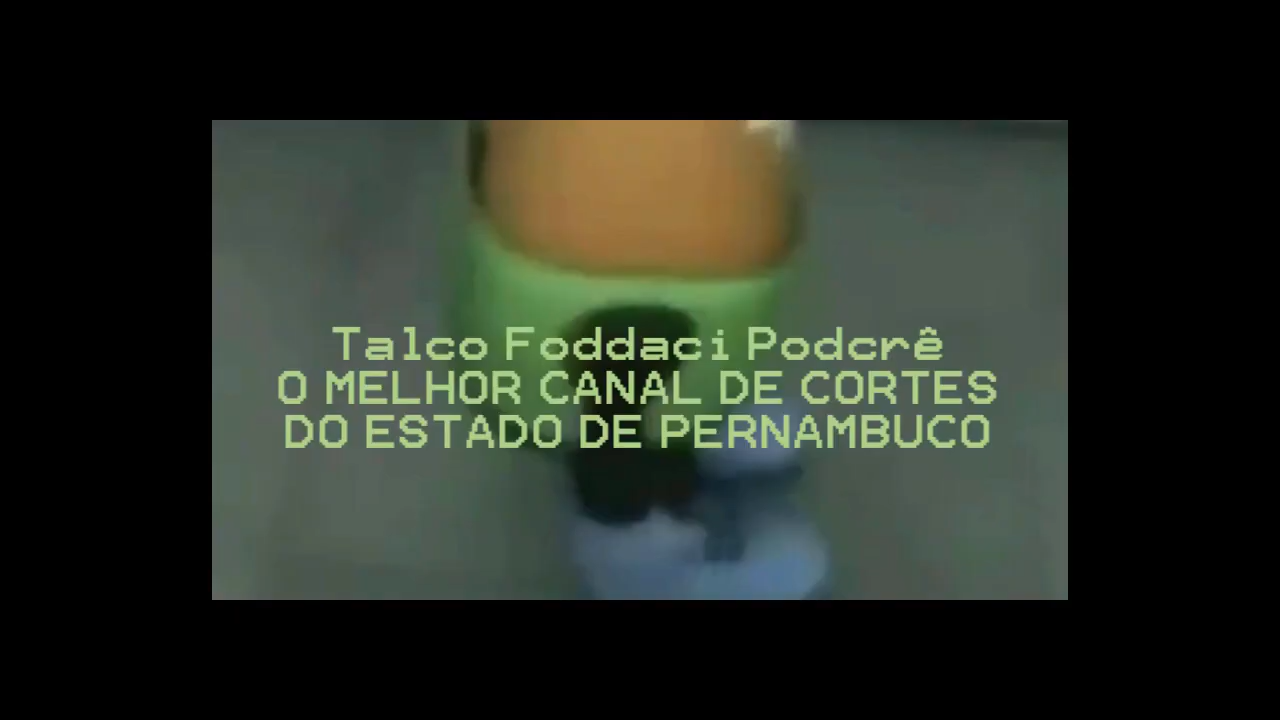 Talco Foddaci Podcrê
O MELHOR CANAL DE CORTES
DO ESTADO DE PERNAMBUCO